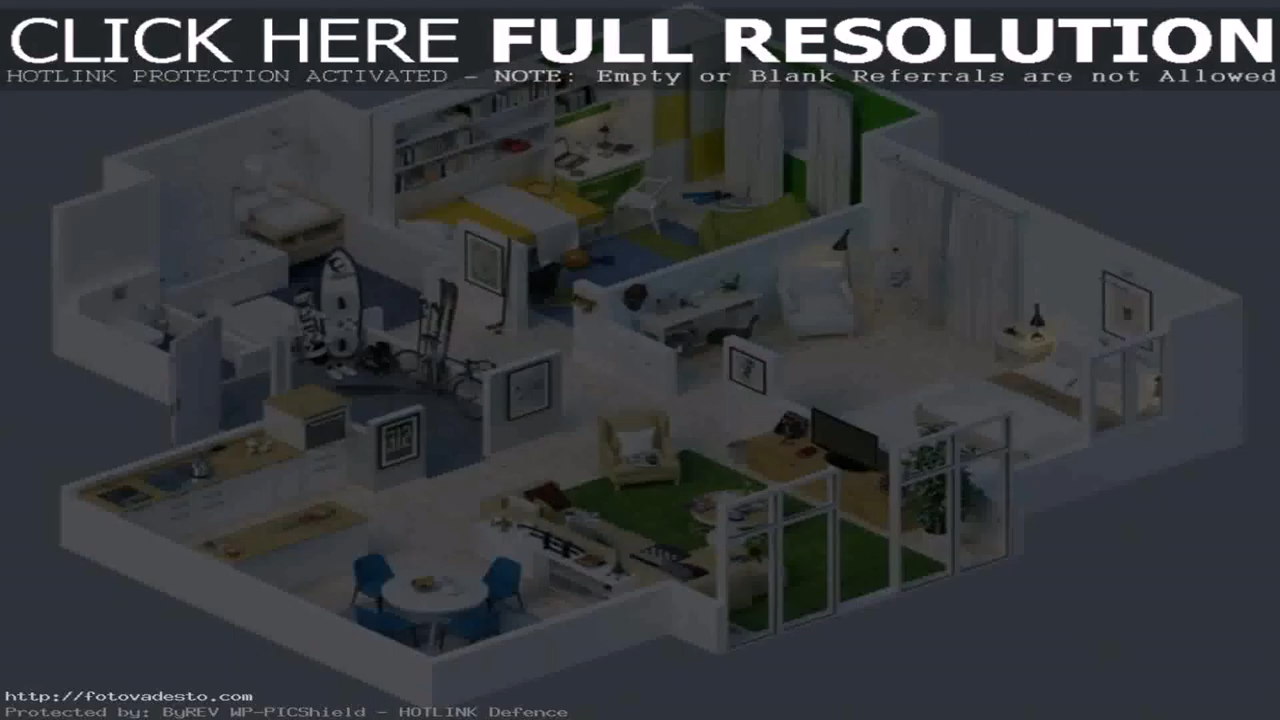 CLICK HERE FULL RESOLUTION
HOTLINK PROTECTION ACTIVATED - NOTE: Empty or Blank Referrals are not Allowed
http://fotovadesto.com
Protected by: ByREV WP-PICShield - HOTLINK Defence